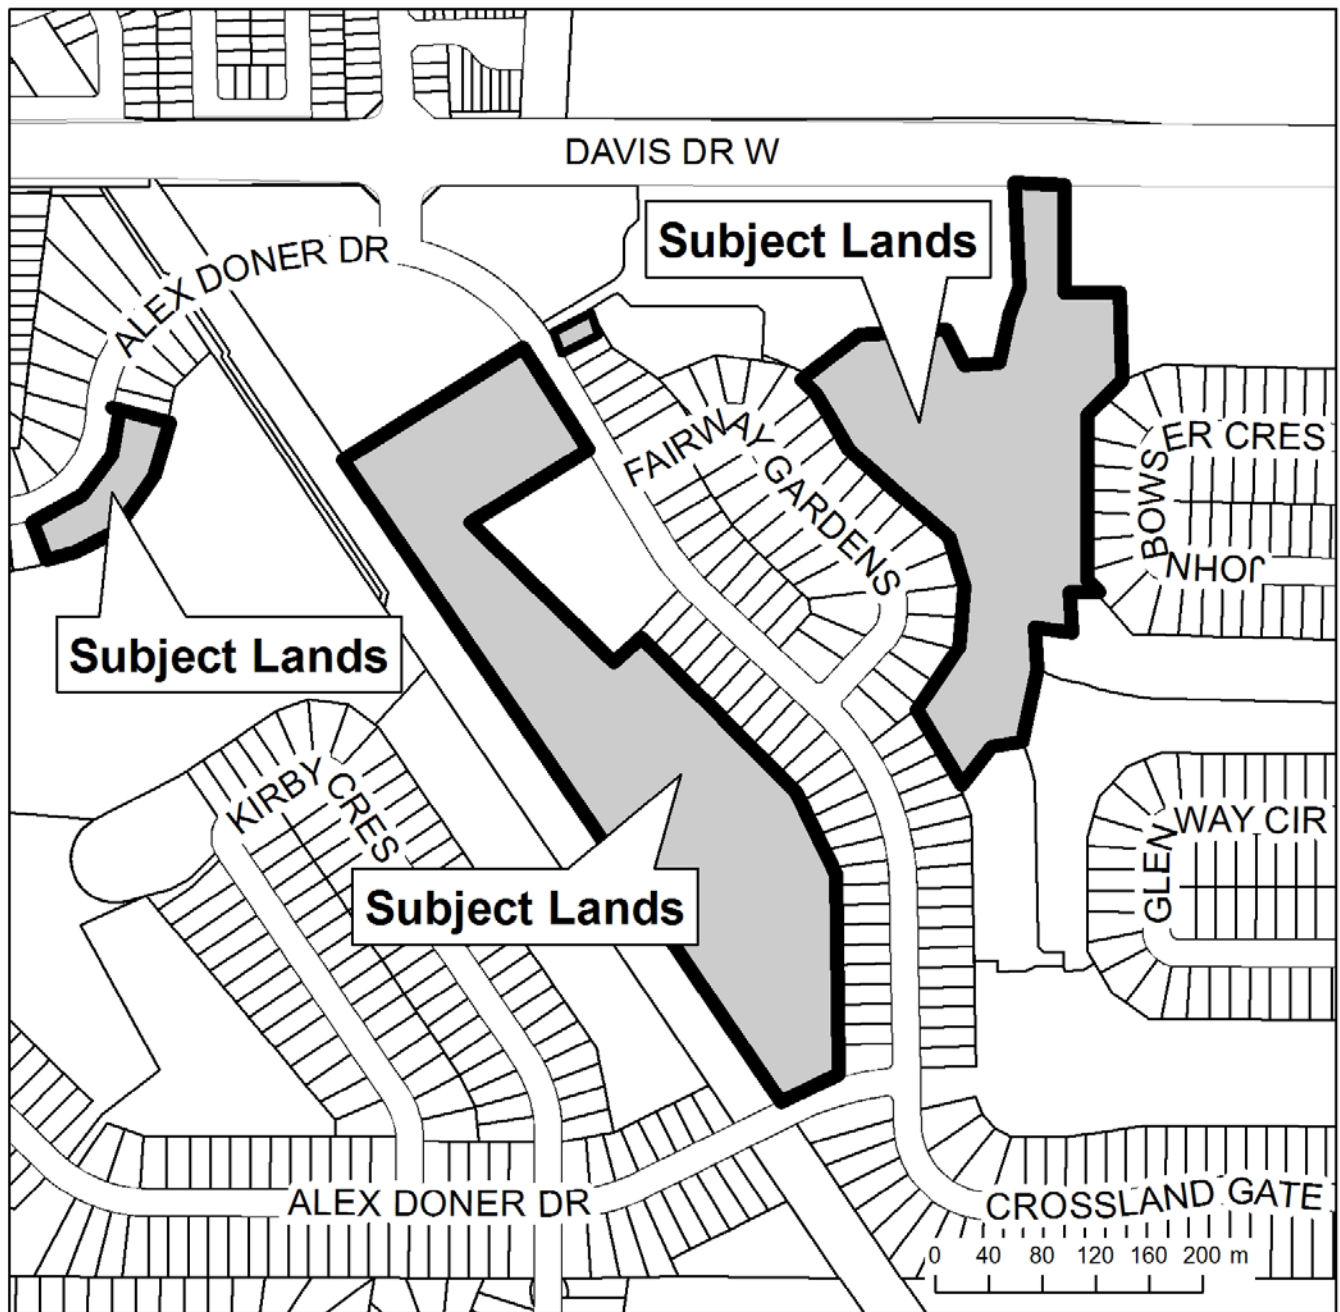 DAVIS DR W
Subject Lands
ALEX DONER DR
FAIRWAY GARDENS
BOWSER CRES
JOHN
Subject Lands
KIRBY CRES
GLENWAY CIR
Subject Lands
ALEX DONER DR
CROSSLAND GATE
0 40 80 120 160 200 m